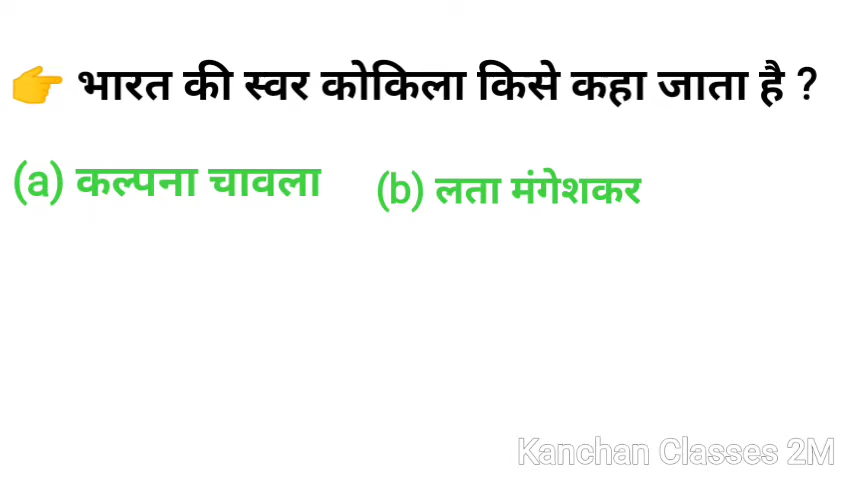 👉 भारत की स्वर कोकिला किसे कहा जाता है ?
(a) कल्पना चावला (b) लता मंगेशकर
Kanchan Classes 2M